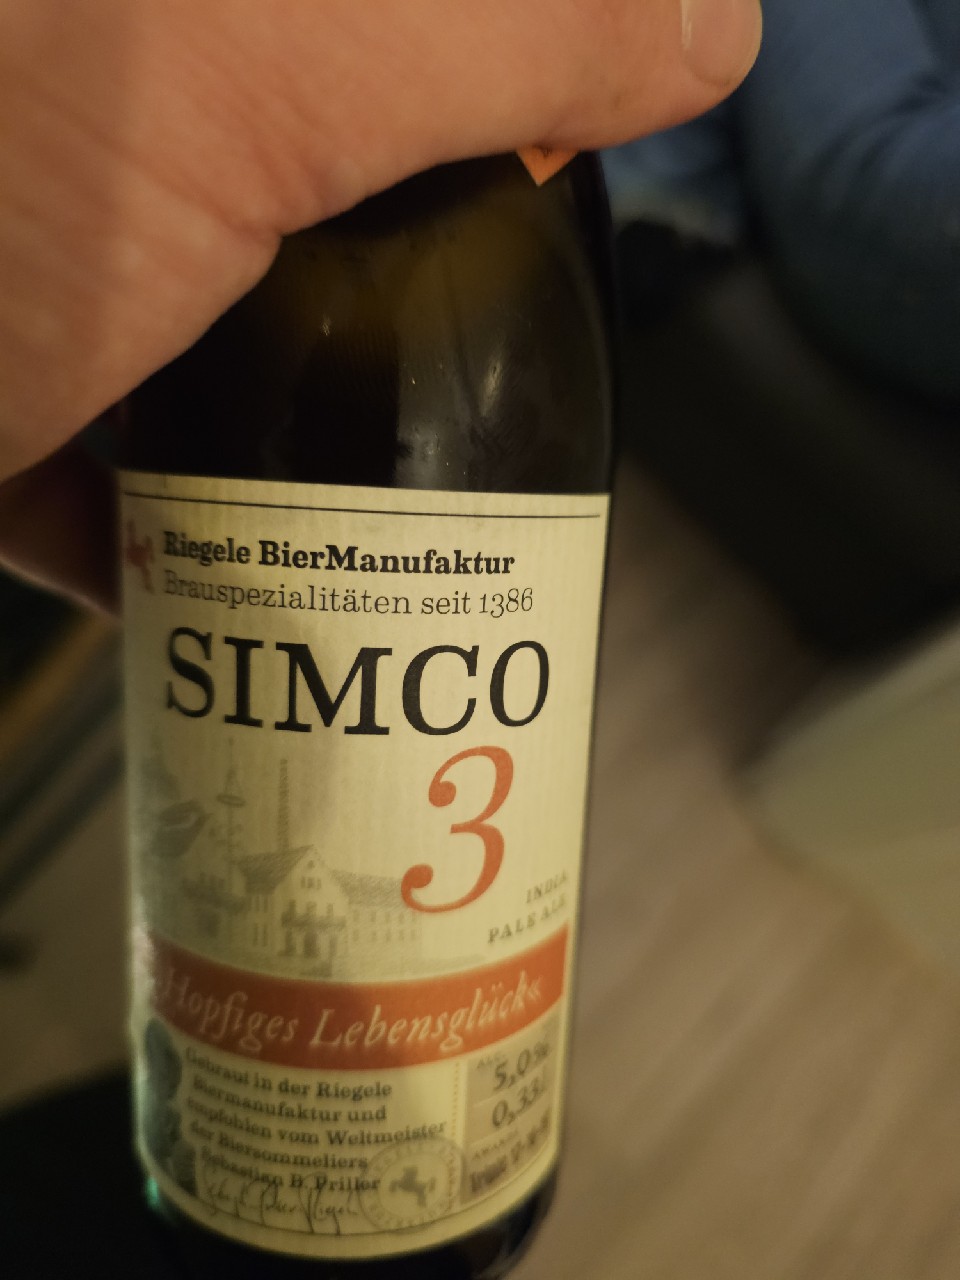 Riegele BierManufaktur
Brauspezialitäten seit 1386
SIMCO
3
INDIA
PALE ALE
»Hopfiges Lebensglück«
Gebraut in der Riegele
Biermanufaktur und
empfohlen vom Weltmeister
der Biersommeliers
Sebastian B. Priller
ALC.
5,0%
0,33l